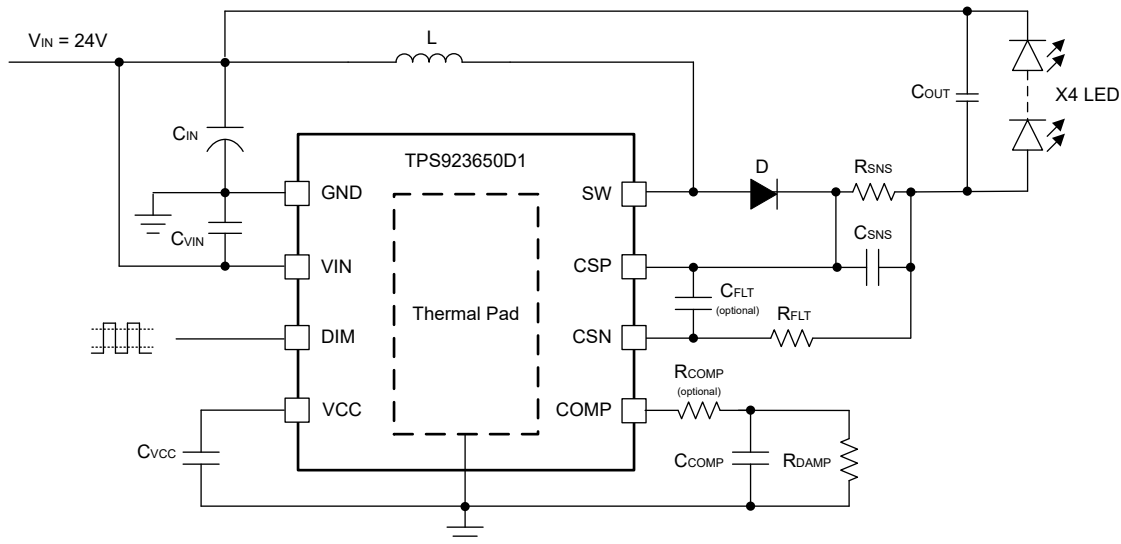 VIN = 24V
L
COUT
X4 LED
CIN
TPS923650D1
D
RSNS
GND
SW
CVIN
CSNS
VIN
CSP
Thermal Pad
CFLT
(optional)
RFLT
DIM
CSN
RCOMP
(optional)
VCC
COMP
CVCC
CCOMP
RDAMP